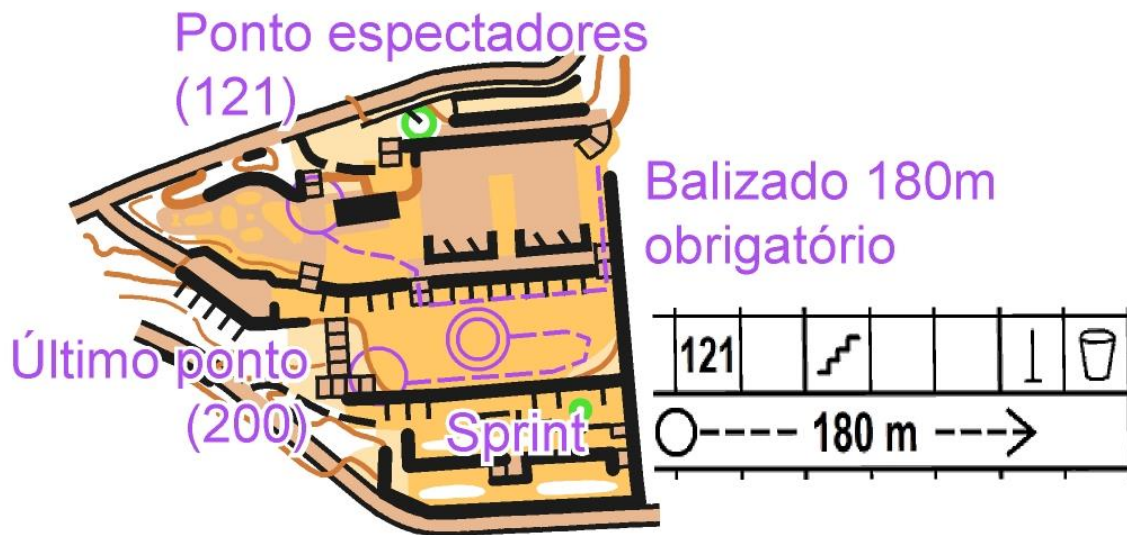 Ponto espectadores
(121)
Balizado 180m
obrigatório
121
180 m
Último ponto
(200)
Sprint